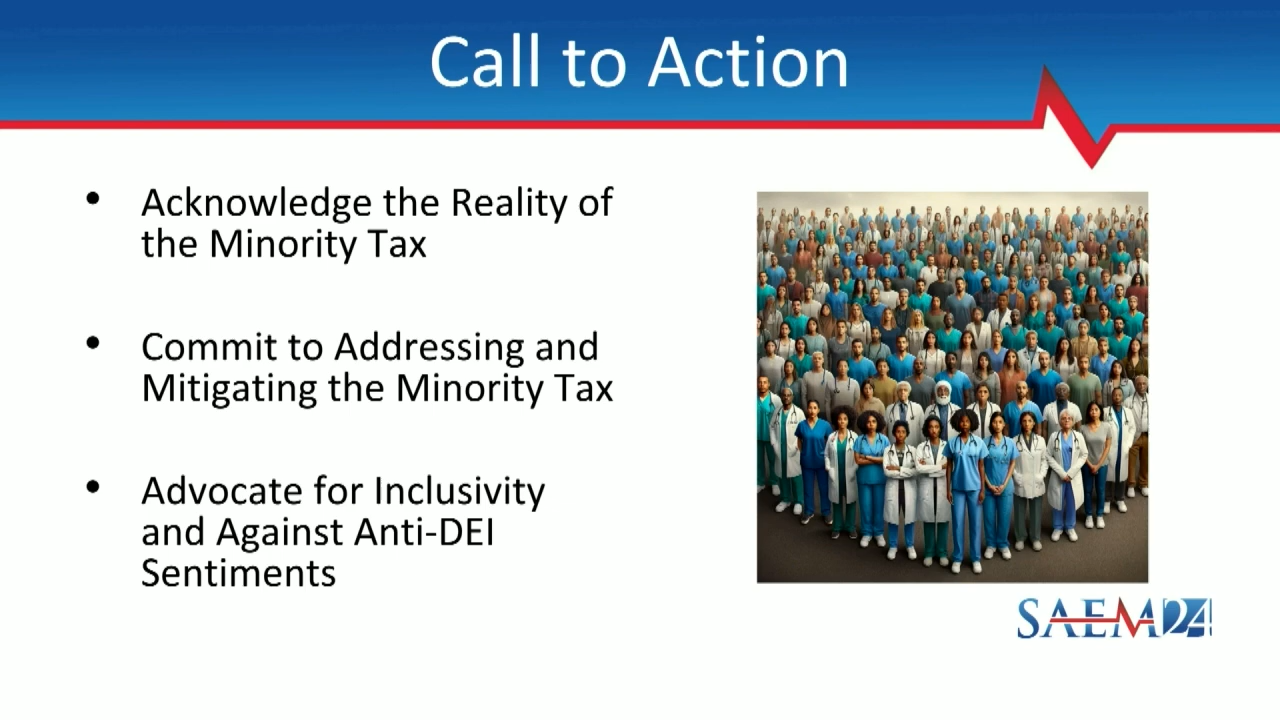 Call to Action
• Acknowledge the Reality of
the Minority Tax
• Commit to Addressing and
Mitigating the Minority Tax
• Advocate for Inclusivity
and Against Anti-DEI
Sentiments
SAEM24